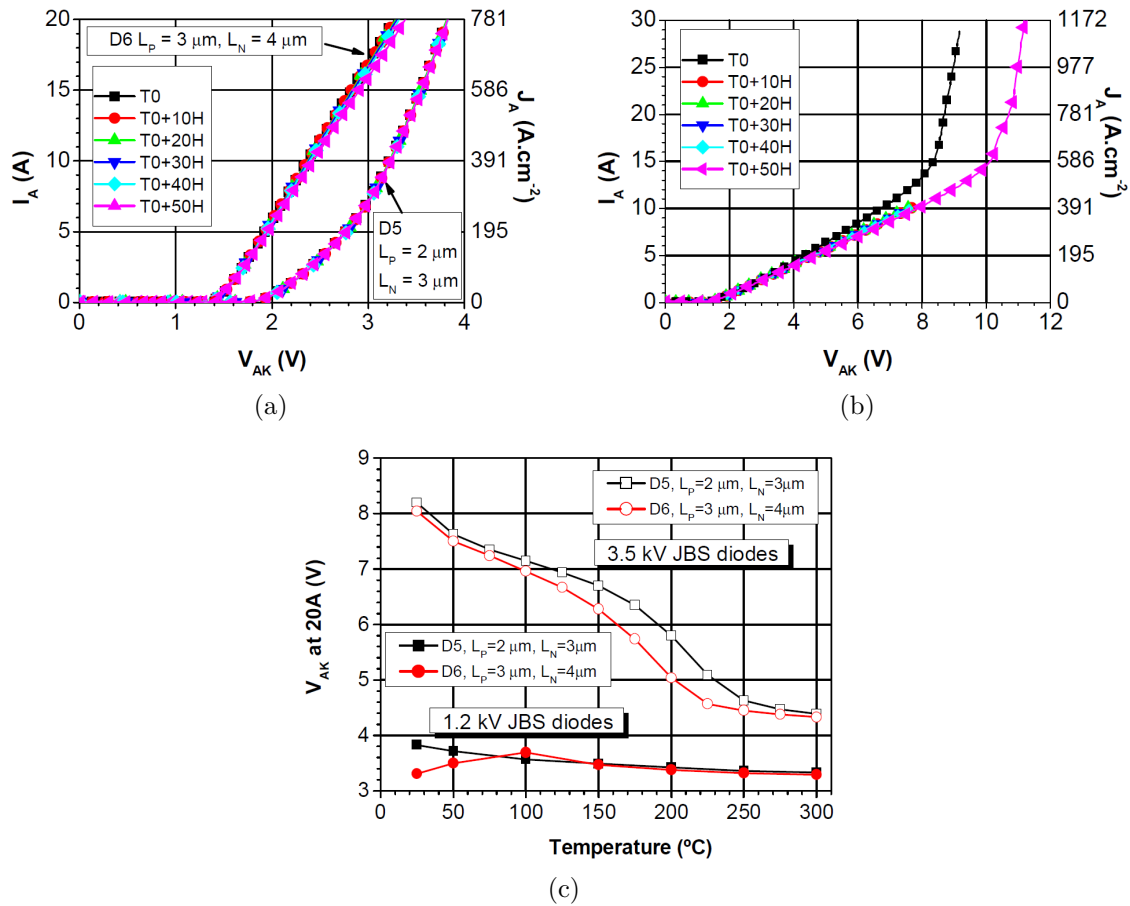 20
15
10
5
0
I_A (A)
0
1
2
3
4
V_AK (V)
781
586
391
195
0
J_A (A.cm⁻²)
D6 L_P = 3 μm, L_N = 4 μm
T0
T0+10H
T0+20H
T0+30H
T0+40H
T0+50H
D5
L_P = 2 μm
L_N = 3 μm
(a)
30
25
20
15
10
5
0
I_A (A)
0
2
4
6
8
10
12
V_AK (V)
1172
977
781
586
391
195
0
J_A (A.cm⁻²)
T0
T0+10H
T0+20H
T0+30H
T0+40H
T0+50H
(b)
9
8
7
6
5
4
3
V_AK at 20A (V)
D5, L_P=2 μm, L_N=3μm
D6, L_P=3 μm, L_N=4μm
3.5 kV JBS diodes
D5, L_P=2 μm, L_N=3μm
D6, L_P=3 μm, L_N=4μm
1.2 kV JBS diodes
0
50
100
150
200
250
300
Temperature (ºC)
(c)